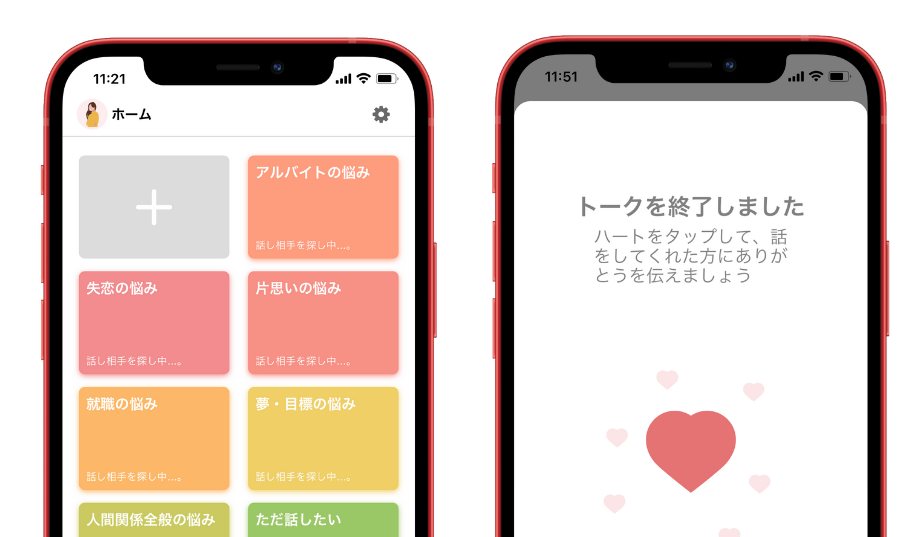 11:21
ホーム
アルバイトの悩み
話し相手を探し中...。
失恋の悩み
話し相手を探し中...。
片思いの悩み
話し相手を探し中...。
就職の悩み
話し相手を探し中...。
夢・目標の悩み
話し相手を探し中...。
人間関係全般の悩み
ただ話したい
11:51
トークを終了しました
ハートをタップして、話
をしてくれた方にありが
とうを伝えましょう